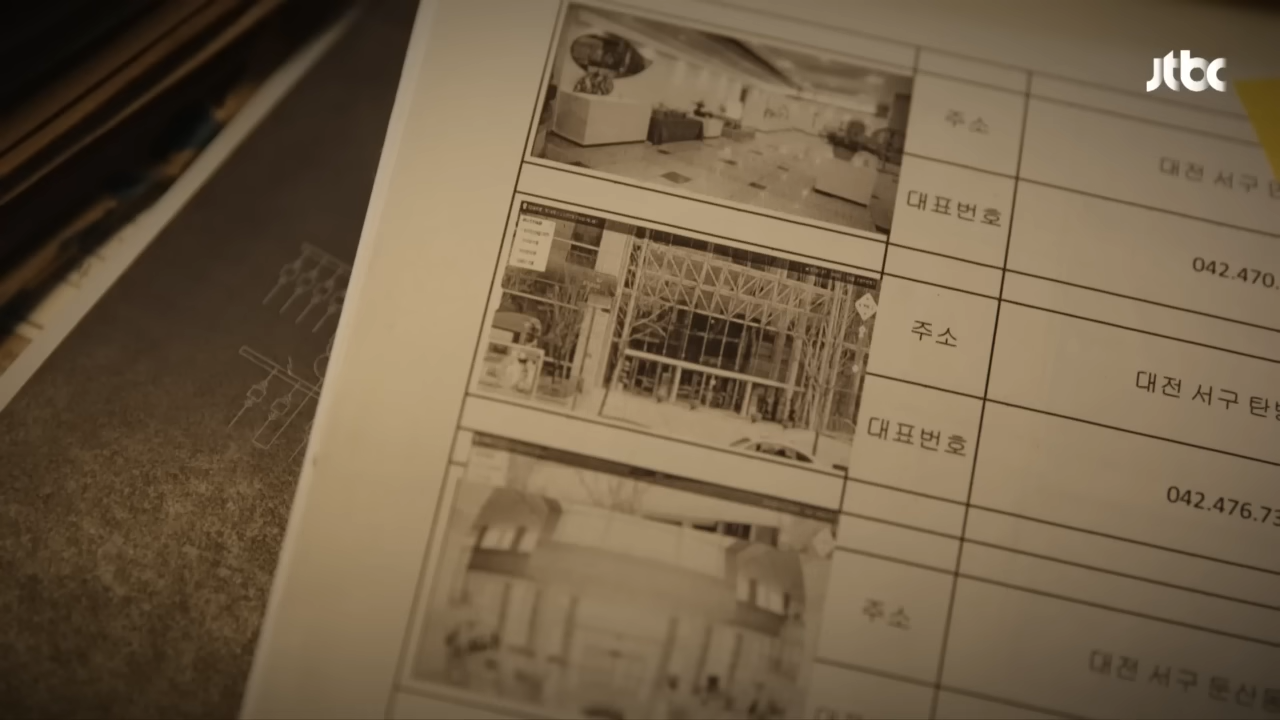 jtbc
주소
대전 서구
대표번호
042.470.
주소
대전 서구 탄방
대표번호
042.476.73
주소
대전 서구 둔산동